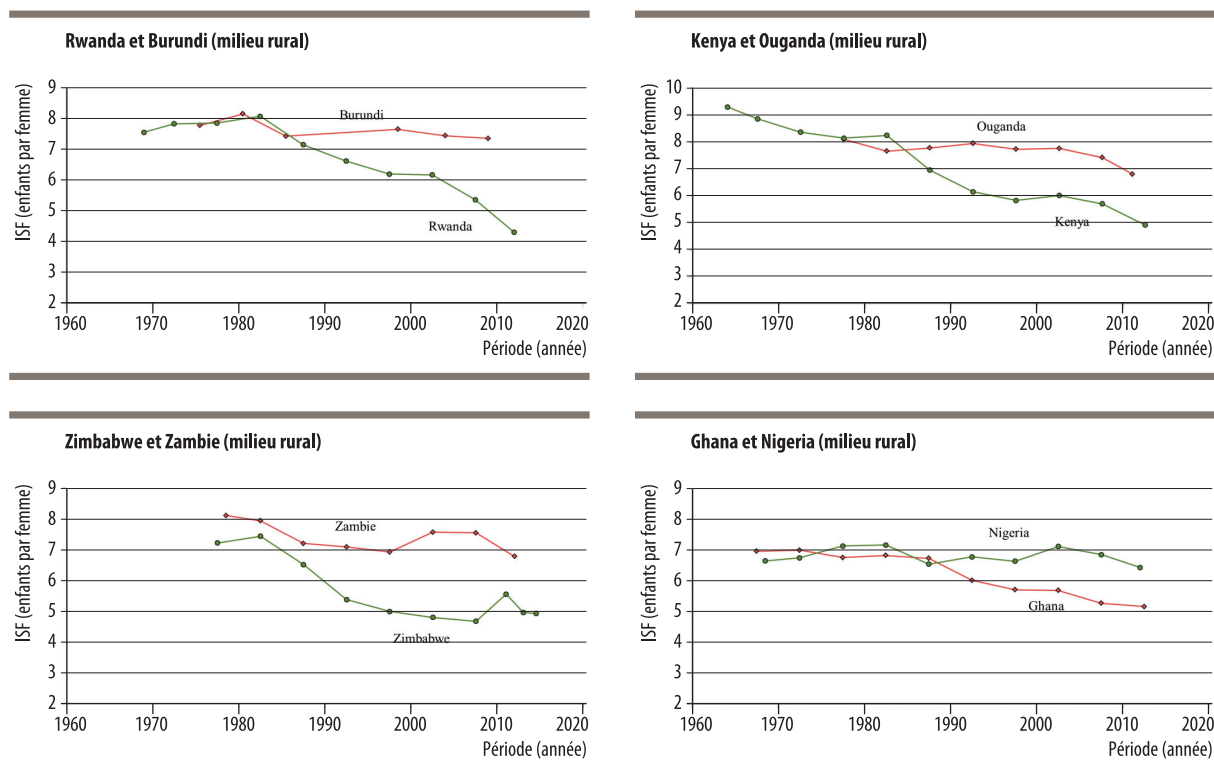 Rwanda et Burundi (milieu rural)
ISF (enfants par femme)
9
8
7
6
5
4
3
2
Burundi
Rwanda
1960 1970 1980 1990 2000 2010 2020
Période (année)
Kenya et Ouganda (milieu rural)
ISF (enfants par femme)
10
9
8
7
6
5
4
3
2
Ouganda
Kenya
1960 1970 1980 1990 2000 2010 2020
Période (année)
Zimbabwe et Zambie (milieu rural)
ISF (enfants par femme)
9
8
7
6
5
4
3
2
Zambie
Zimbabwe
1960 1970 1980 1990 2000 2010 2020
Période (année)
Ghana et Nigeria (milieu rural)
ISF (enfants par femme)
9
8
7
6
5
4
3
2
Nigeria
Ghana
1960 1970 1980 1990 2000 2010 2020
Période (année)